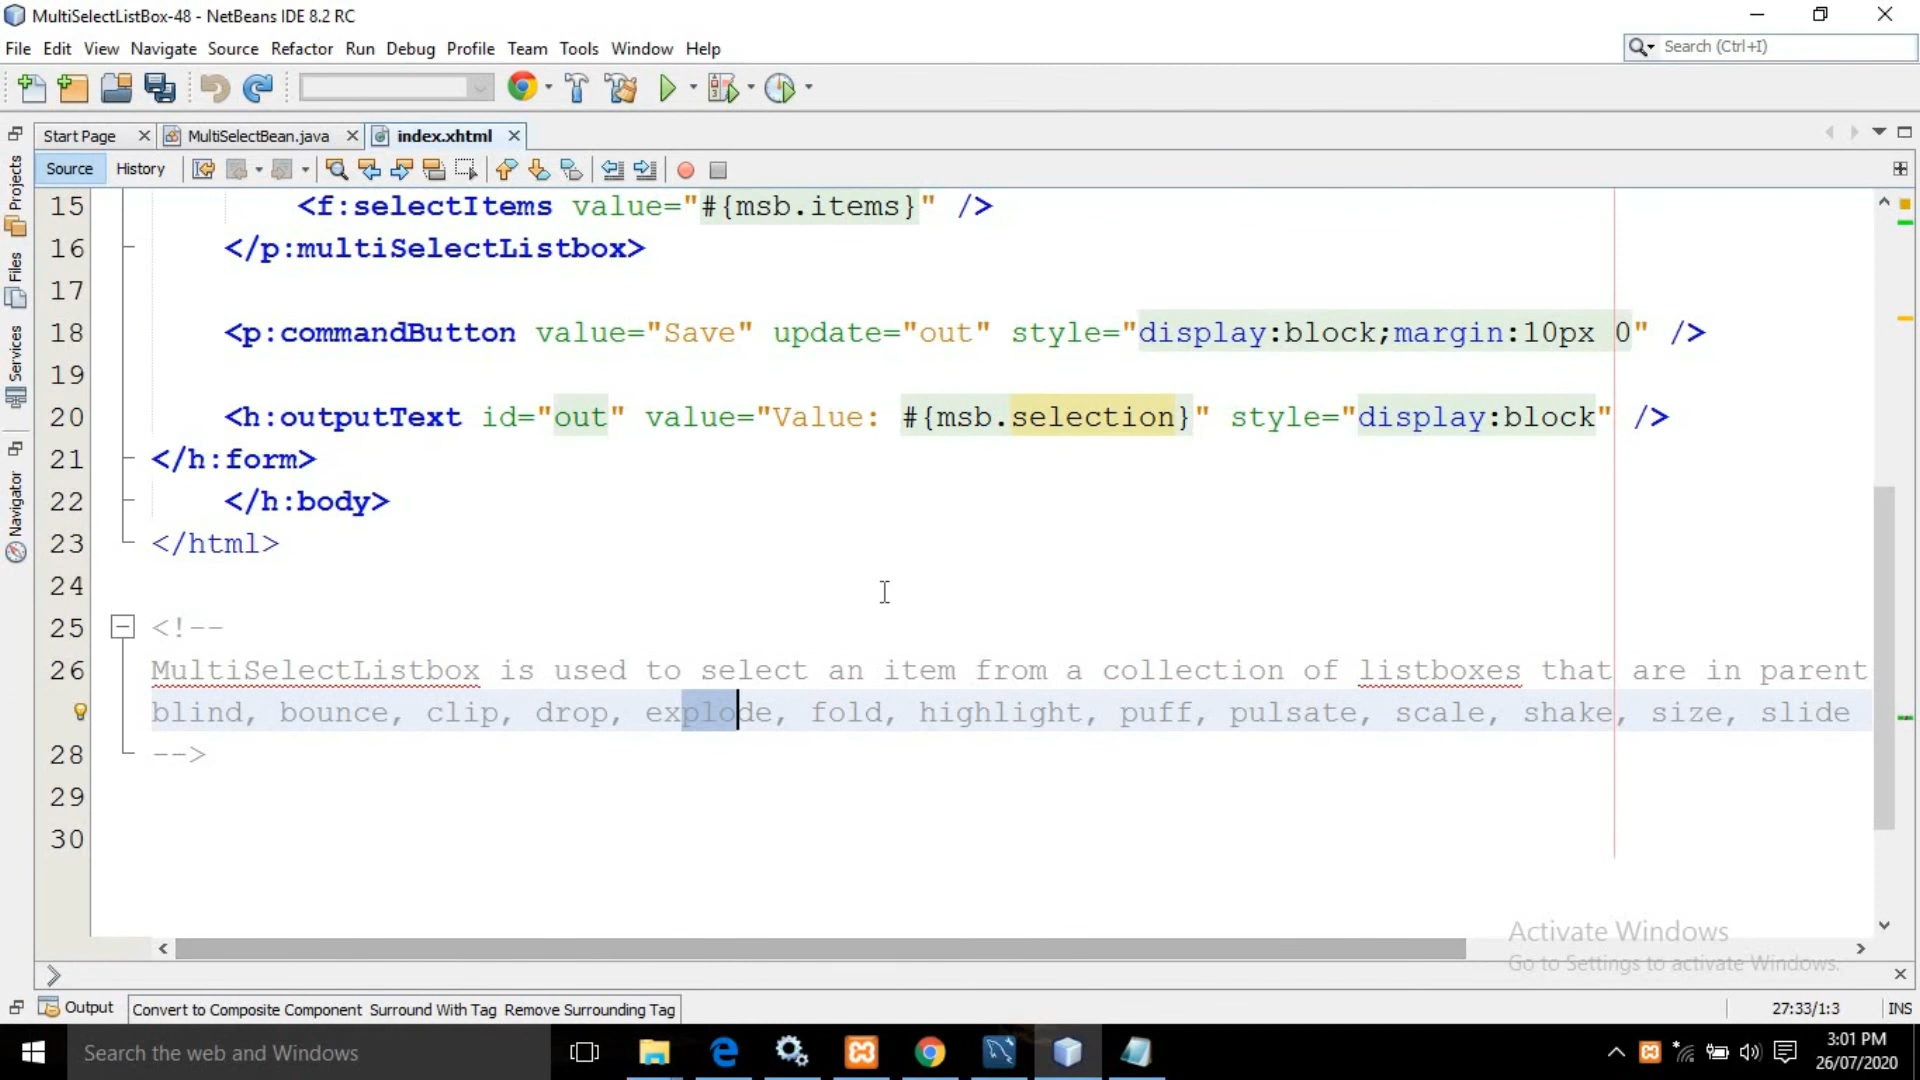 MultiSelectListBox-48 - NetBeans IDE 8.2 RC
File Edit View Navigate Source Refactor Run Debug Profile Team Tools Window Help
Search (Ctrl+I)
Start Page MultiSelectBean.java index.xhtml
Source History
Projects
Files
Services
Navigator
15 <f:selectItems value="#{msb.items}" />
16 </p:multiSelectListbox>
17
18 <p:commandButton value="Save" update="out" style="display:block;margin:10px 0" />
19
20 <h:outputText id="out" value="Value: #{msb.selection}" style="display:block" />
21 </h:form>
22 </h:body>
23 </html>
24
25 <!--
26 MultiSelectListbox is used to select an item from a collection of listboxes that are in parent
blind, bounce, clip, drop, explode, fold, highlight, puff, pulsate, scale, shake, size, slide
28 -->
29
30
Activate Windows
Go to Settings to activate Windows.
Output Convert to Composite Component Surround With Tag Remove Surrounding Tag 27:33/1:3 INS
Search the web and Windows
3:01 PM
26/07/2020